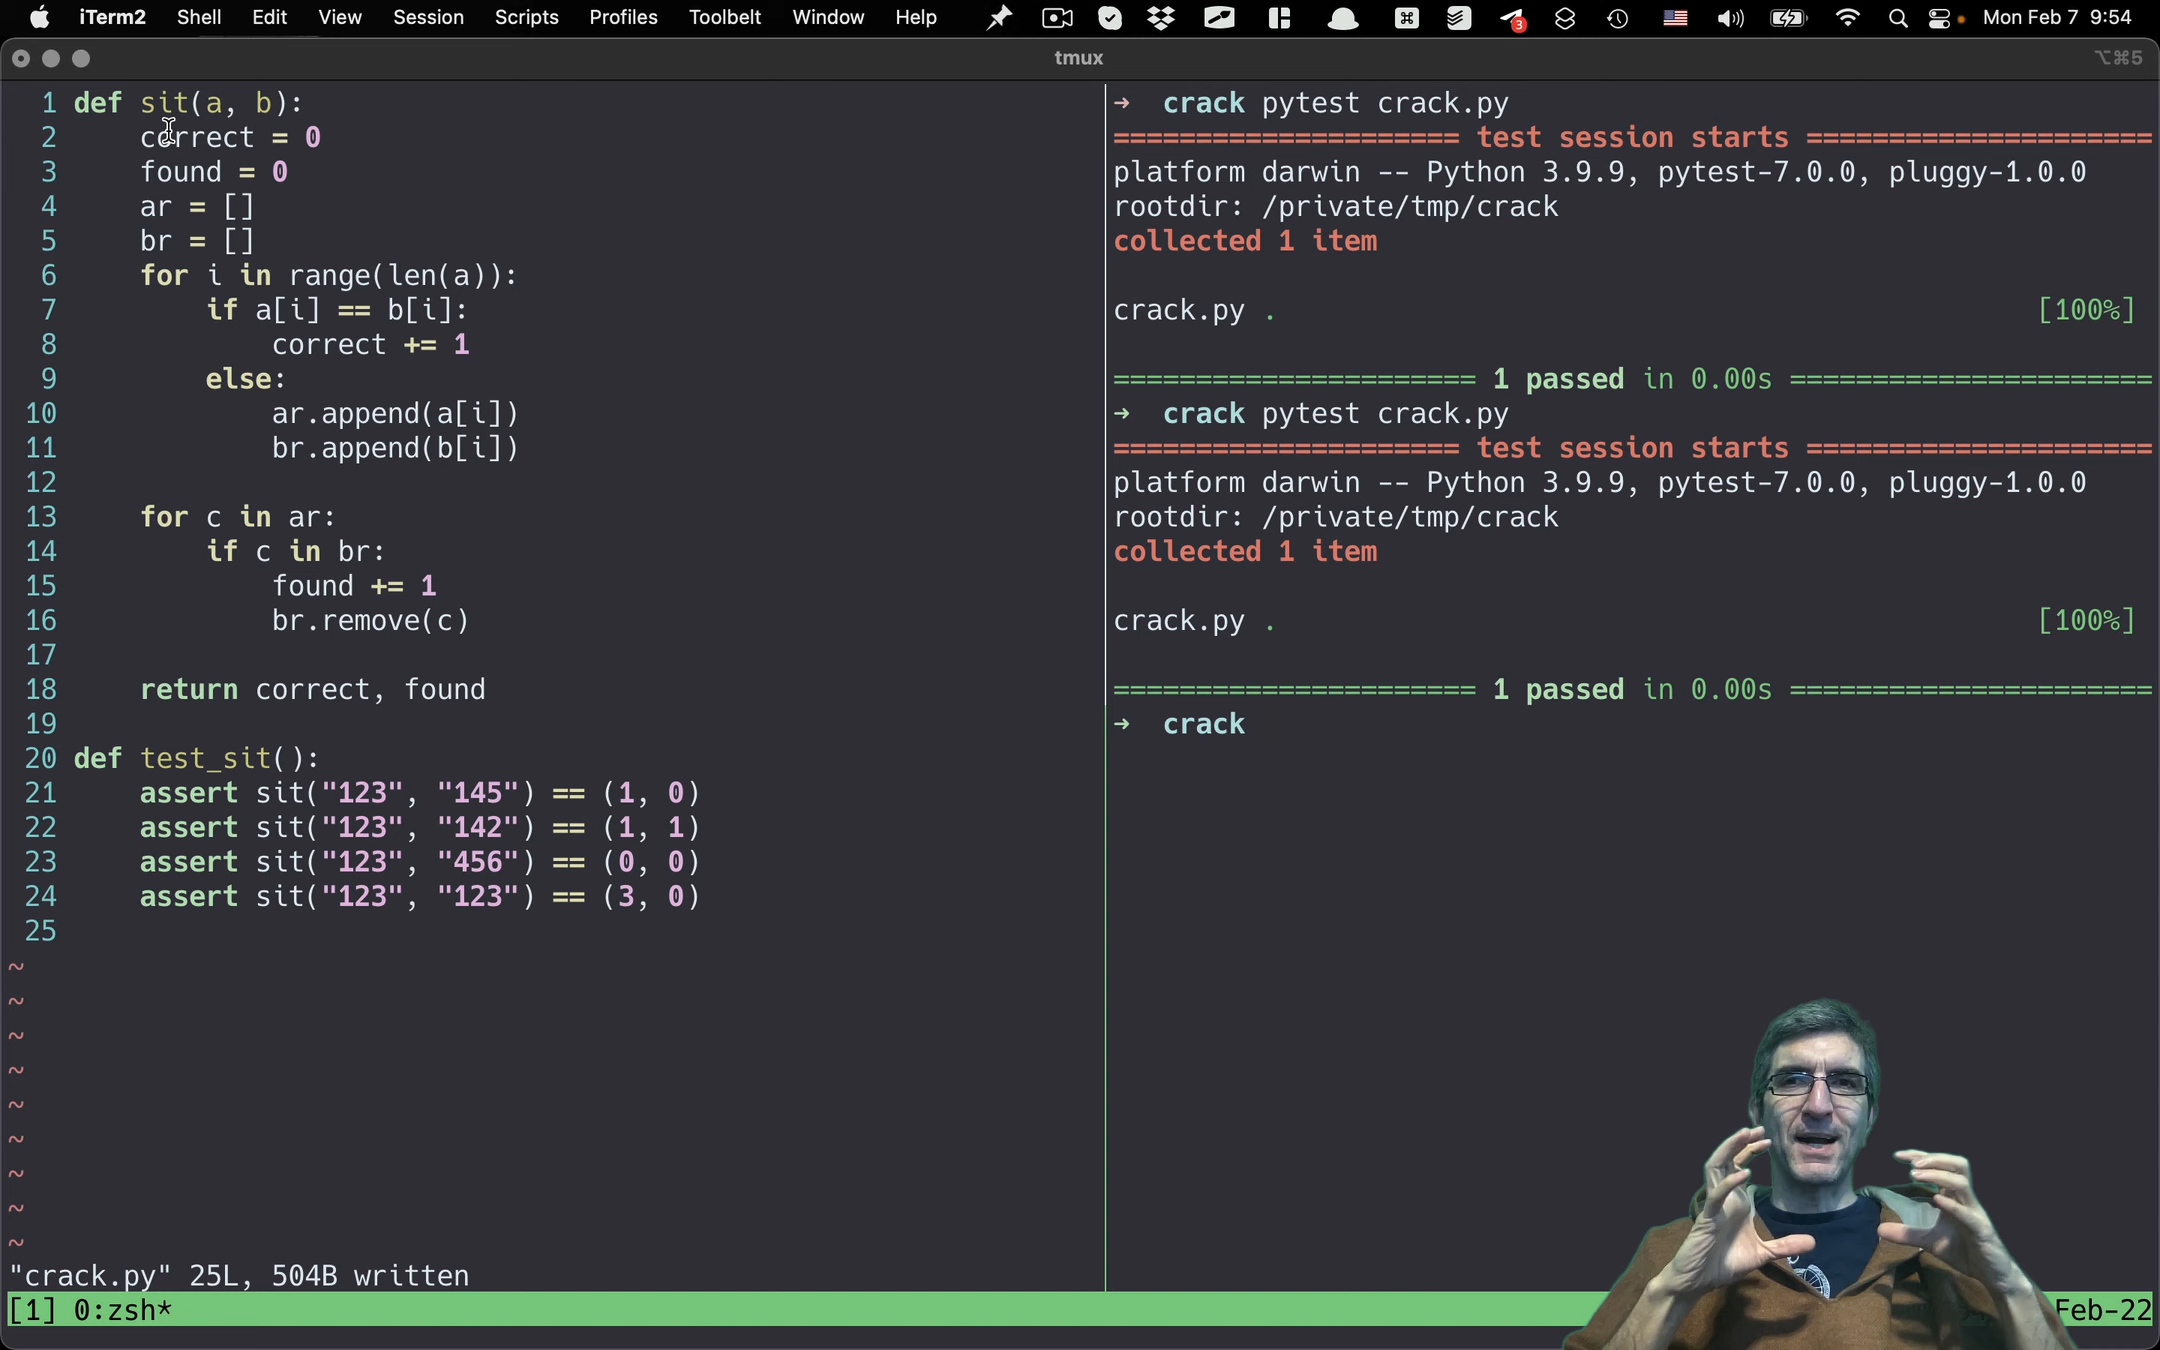 iTerm2 Shell Edit View Session Scripts Profiles Toolbelt Window Help 3 Mon Feb 7 9:54
tmux ⌥⌘5
1 def sit(a, b):
2 correct = 0
3 found = 0
4 ar = []
5 br = []
6 for i in range(len(a)):
7 if a[i] == b[i]:
8 correct += 1
9 else:
10 ar.append(a[i])
11 br.append(b[i])
12
13 for c in ar:
14 if c in br:
15 found += 1
16 br.remove(c)
17
18 return correct, found
19
20 def test_sit():
21 assert sit("123", "145") == (1, 0)
22 assert sit("123", "142") == (1, 1)
23 assert sit("123", "456") == (0, 0)
24 assert sit("123", "123") == (3, 0)
25
~
~
~
~
~
~
~
~
~
"crack.py" 25L, 504B written
→ crack pytest crack.py
===================== test session starts =====================
platform darwin -- Python 3.9.9, pytest-7.0.0, pluggy-1.0.0
rootdir: /private/tmp/crack
collected 1 item
crack.py . [100%]
====================== 1 passed in 0.00s ======================
→ crack pytest crack.py
===================== test session starts =====================
platform darwin -- Python 3.9.9, pytest-7.0.0, pluggy-1.0.0
rootdir: /private/tmp/crack
collected 1 item
crack.py . [100%]
====================== 1 passed in 0.00s ======================
→ crack
[1] 0:zsh* Feb-22